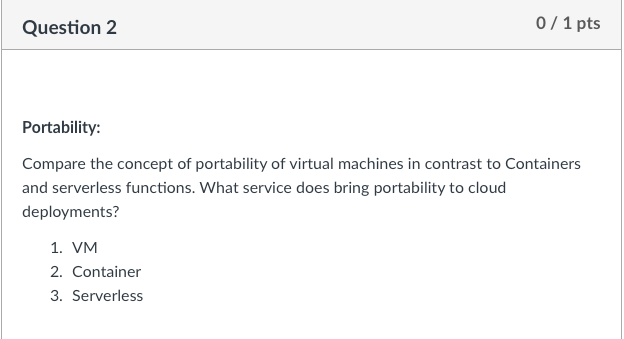 Question 2
0 / 1 pts
Portability:
Compare the concept of portability of virtual machines in contrast to Containers
and serverless functions. What service does bring portability to cloud
deployments?
1. VM
2. Container
3. Serverless